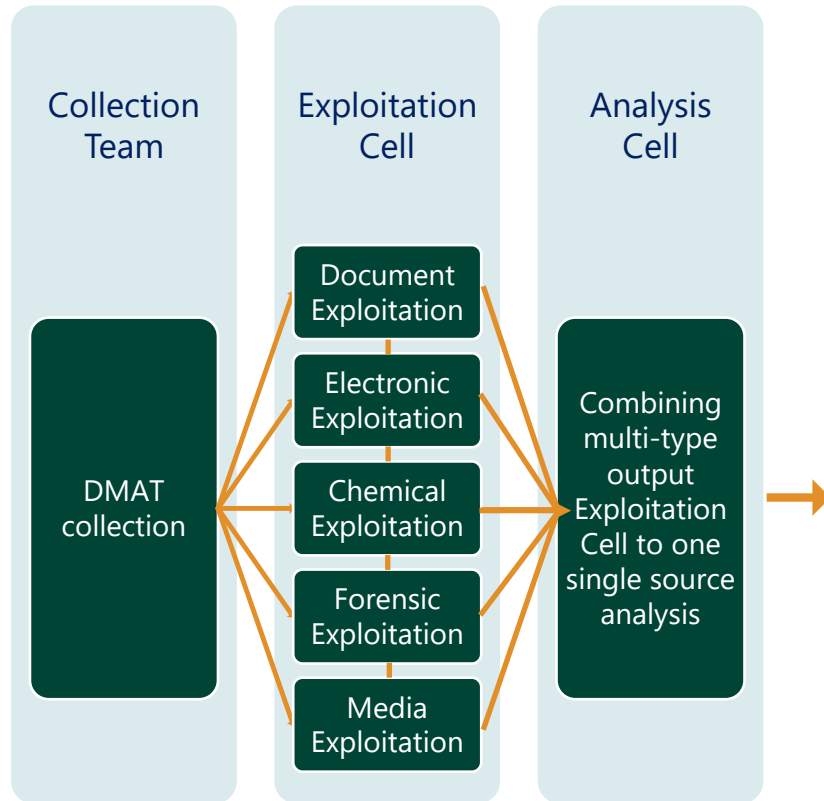 Collection
Team
Exploitation
Cell
Analysis
Cell
DMAT
collection
Document
Exploitation
Electronic
Exploitation
Chemical
Exploitation
Forensic
Exploitation
Media
Exploitation
Combining
multi-type
output
Exploitation
Cell to one
single source
analysis